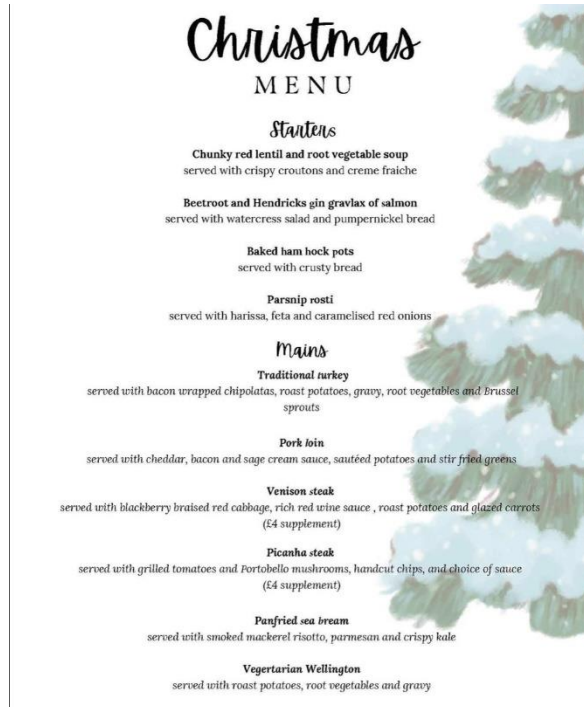 Christmas
MENU
Starters
Chunky red lentil and root vegetable soup
served with crispy croutons and creme fraiche
Beetroot and Hendricks gin gravlax of salmon
served with watercress salad and pumpernickel bread
Baked ham hock pots
served with crusty bread
Parsnip rosti
served with harissa, feta and caramelised red onions
Mains
Traditional turkey
served with bacon wrapped chipolatas, roast potatoes, gravy, root vegetables and Brussel
sprouts
Pork loin
served with cheddar, bacon and sage cream sauce, sautéed potatoes and stir fried greens
Venison steak
served with blackberry braised red cabbage, rich red wine sauce , roast potatoes and glazed carrots
(£4 supplement)
Picanha steak
served with grilled tomatoes and Portobello mushrooms, handcut chips, and choice of sauce
(£4 supplement)
Panfried sea bream
served with smoked mackerel risotto, parmesan and crispy kale
Vegertarian Wellington
served with roast potatoes, root vegetables and gravy